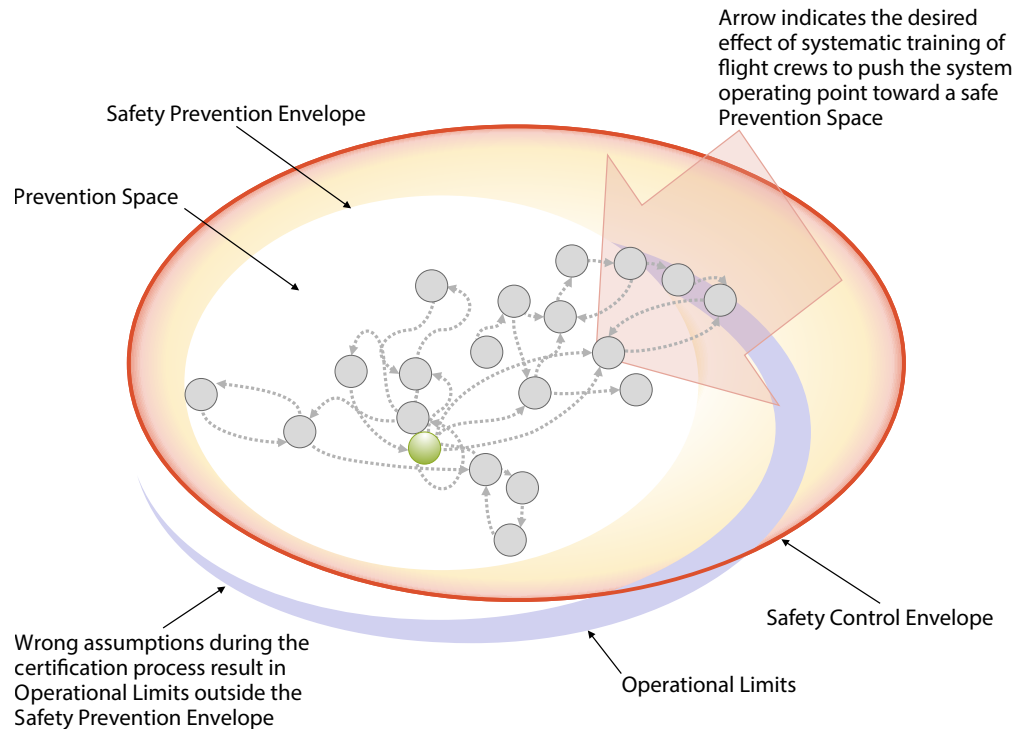 Arrow indicates the desired
effect of systematic training of
flight crews to push the system
operating point toward a safe
Prevention Space
Safety Prevention Envelope
Prevention Space
Safety Control Envelope
Operational Limits
Wrong assumptions during the
certification process result in
Operational Limits outside the
Safety Prevention Envelope